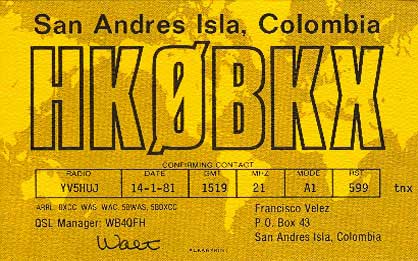 San Andres Isla, Colombia
HKØBKX
CONFIRMING CONTACT
RADIO DATE GMT MHZ MODE RST
YV5HUJ 14-1-81 1519 21 A1 599 tnx
ARRL: DXCC WAS, WAC, 5BWAS, 5BDXCC
QSL Manager: WB4QFH
Walt
Francisco Velez
P.O. Box 43
San Andres Isla, Colombia